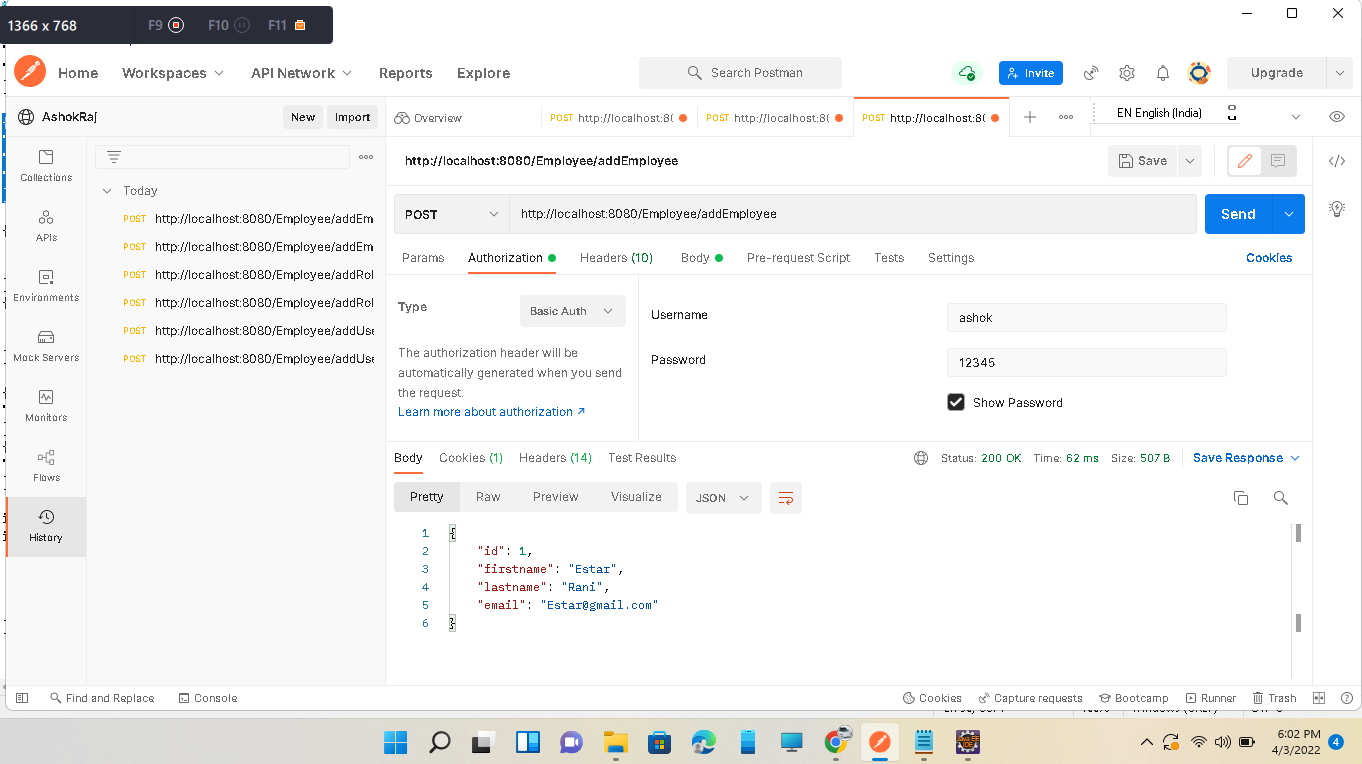 1366 x 768
F9
F10
F11
Home
Workspaces
API Network
Reports
Explore
Search Postman
Invite
Upgrade
AshokRaj
New
Import
Overview
POST http://localhost:8(
POST http://localhost:8(
POST http://localhost:8(
EN English (India)
Collections
APIs
Environments
Mock Servers
Monitors
Flows
History
Today
POST http://localhost:8080/Employee/addEm
POST http://localhost:8080/Employee/addEm
POST http://localhost:8080/Employee/addRol
POST http://localhost:8080/Employee/addRol
POST http://localhost:8080/Employee/addUse
POST http://localhost:8080/Employee/addUse
http://localhost:8080/Employee/addEmployee
Save
POST
http://localhost:8080/Employee/addEmployee
Send
Params
Authorization
Headers (10)
Body
Pre-request Script
Tests
Settings
Cookies
Type
Basic Auth
The authorization header will be
automatically generated when you send
the request.
Learn more about authorization ↗
Username
ashok
Password
12345
Show Password
Body
Cookies (1)
Headers (14)
Test Results
Status: 200 OK
Time: 62 ms
Size: 507 B
Save Response
Pretty
Raw
Preview
Visualize
JSON
1 {
2 "id": 1,
3 "firstname": "Estar",
4 "lastname": "Rani",
5 "email": "Estar@gmail.com"
6 }
Find and Replace
Console
Cookies
Capture requests
Bootcamp
Runner
Trash
6:02 PM
4/3/2022
4